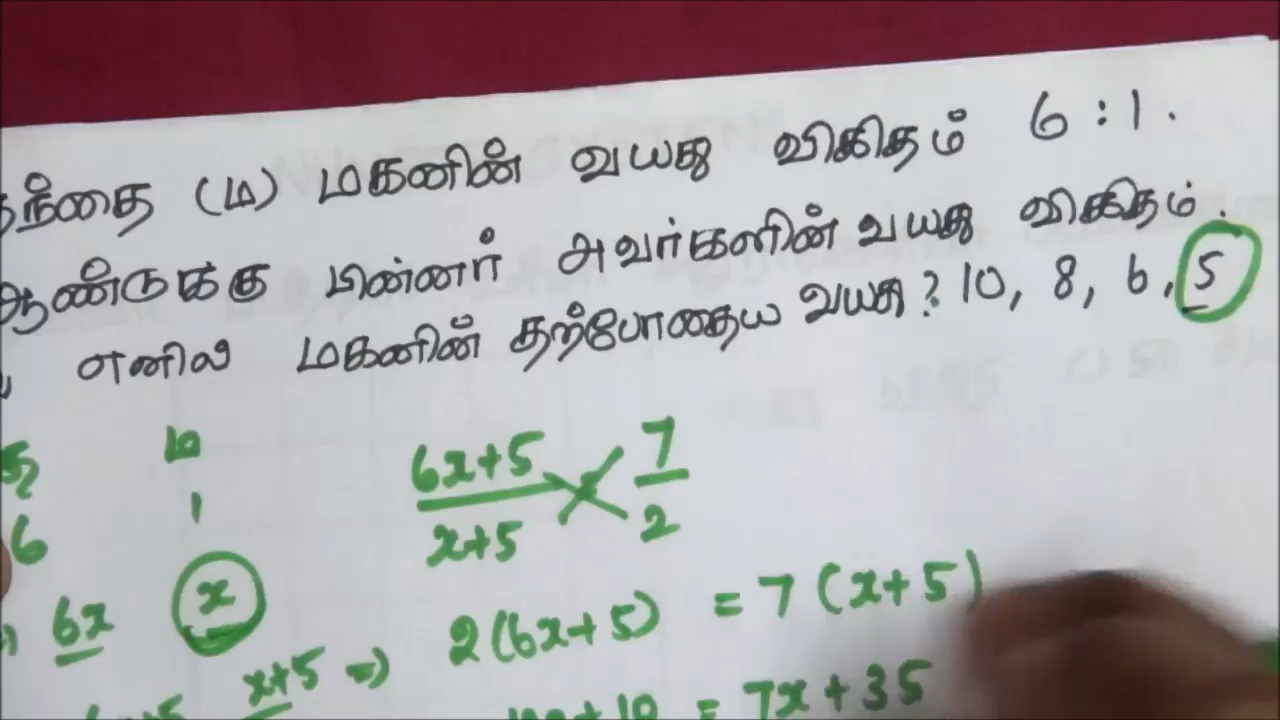 தந்தை (ம) மகனின் வயது விகிதம் 6 : 1.
ஆண்டுக்கு பின்னர் அவர்களின் வயது விகிதம்.
எனில் மகனின் தற்போதைய வயது? 10, 8, 6, 5
ம
6 1
6x x
6x+5 / x+5 7 / 2
x+5 => 2(6x+5) = 7(x+5)
= 7x+35